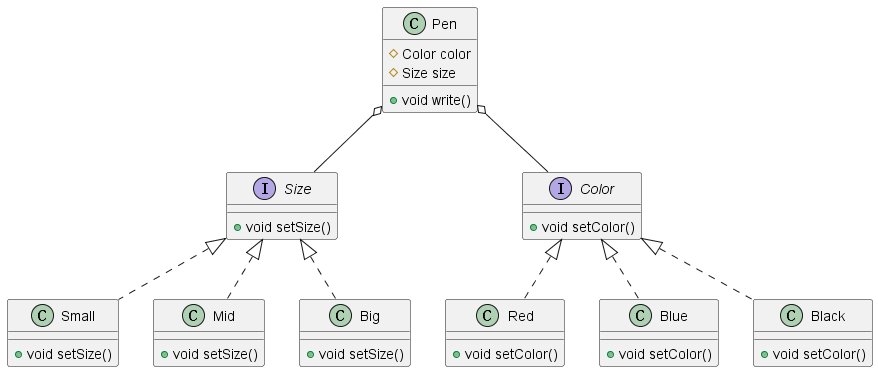 C Pen
Color color
Size size
void write()
I Size
void setSize()
I Color
void setColor()
C Small
void setSize()
C Mid
void setSize()
C Big
void setSize()
C Red
void setColor()
C Blue
void setColor()
C Black
void setColor()